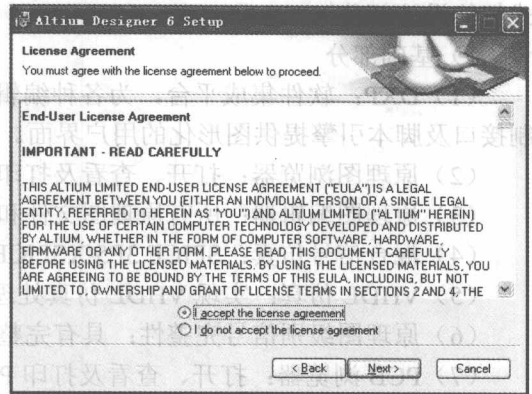 Altium Designer 6 Setup
License Agreement
You must agree with the license agreement below to proceed.
End-User License Agreement
IMPORTANT - READ CAREFULLY
THIS ALTIUM LIMITED END-USER LICENSE AGREEMENT ("EULA") IS A LEGAL
AGREEMENT BETWEEN YOU (EITHER AN INDIVIDUAL PERSON OR A SINGLE LEGAL
ENTITY, REFERRED TO HEREIN AS "YOU") AND ALTIUM LIMITED ("ALTIUM" HEREIN)
FOR THE USE OF CERTAIN COMPUTER TECHNOLOGY DEVELOPED AND DISTRIBUTED
BY ALTIUM, WHETHER IN THE FORM OF COMPUTER SOFTWARE, HARDWARE,
FIRMWARE OR ANY OTHER FORM. PLEASE READ THIS DOCUMENT CAREFULLY
BEFORE USING THE LICENSED MATERIALS. BY USING THE LICENSED MATERIALS, YOU
ARE AGREEING TO BE BOUND BY THE TERMS OF THIS EULA, INCLUDING, BUT NOT
LIMITED TO, OWNERSHIP AND GRANT OF LICENSE TERMS IN SECTIONS 2 AND 4, THE
I accept the license agreement
I do not accept the license agreement
< Back
Next >
Cancel